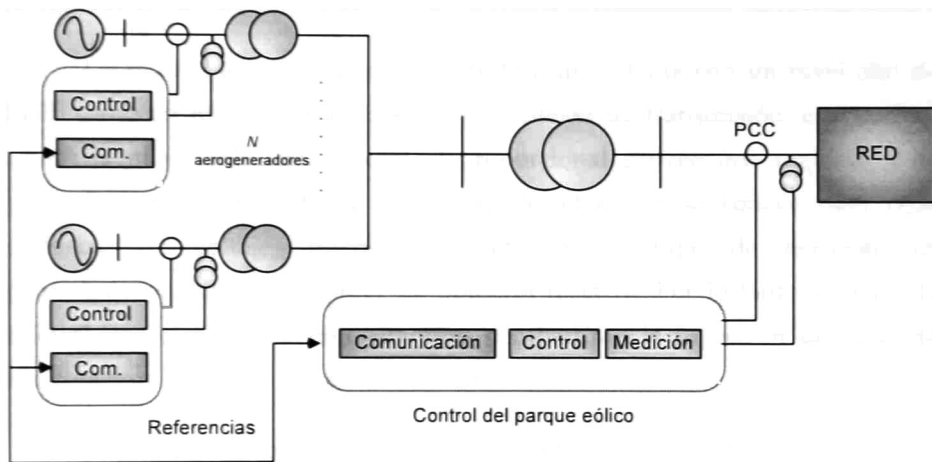 Control
Com.
N
aerogeneradores
PCC
RED
Control
Com.
Comunicación
Control
Medición
Referencias
Control del parque eólico